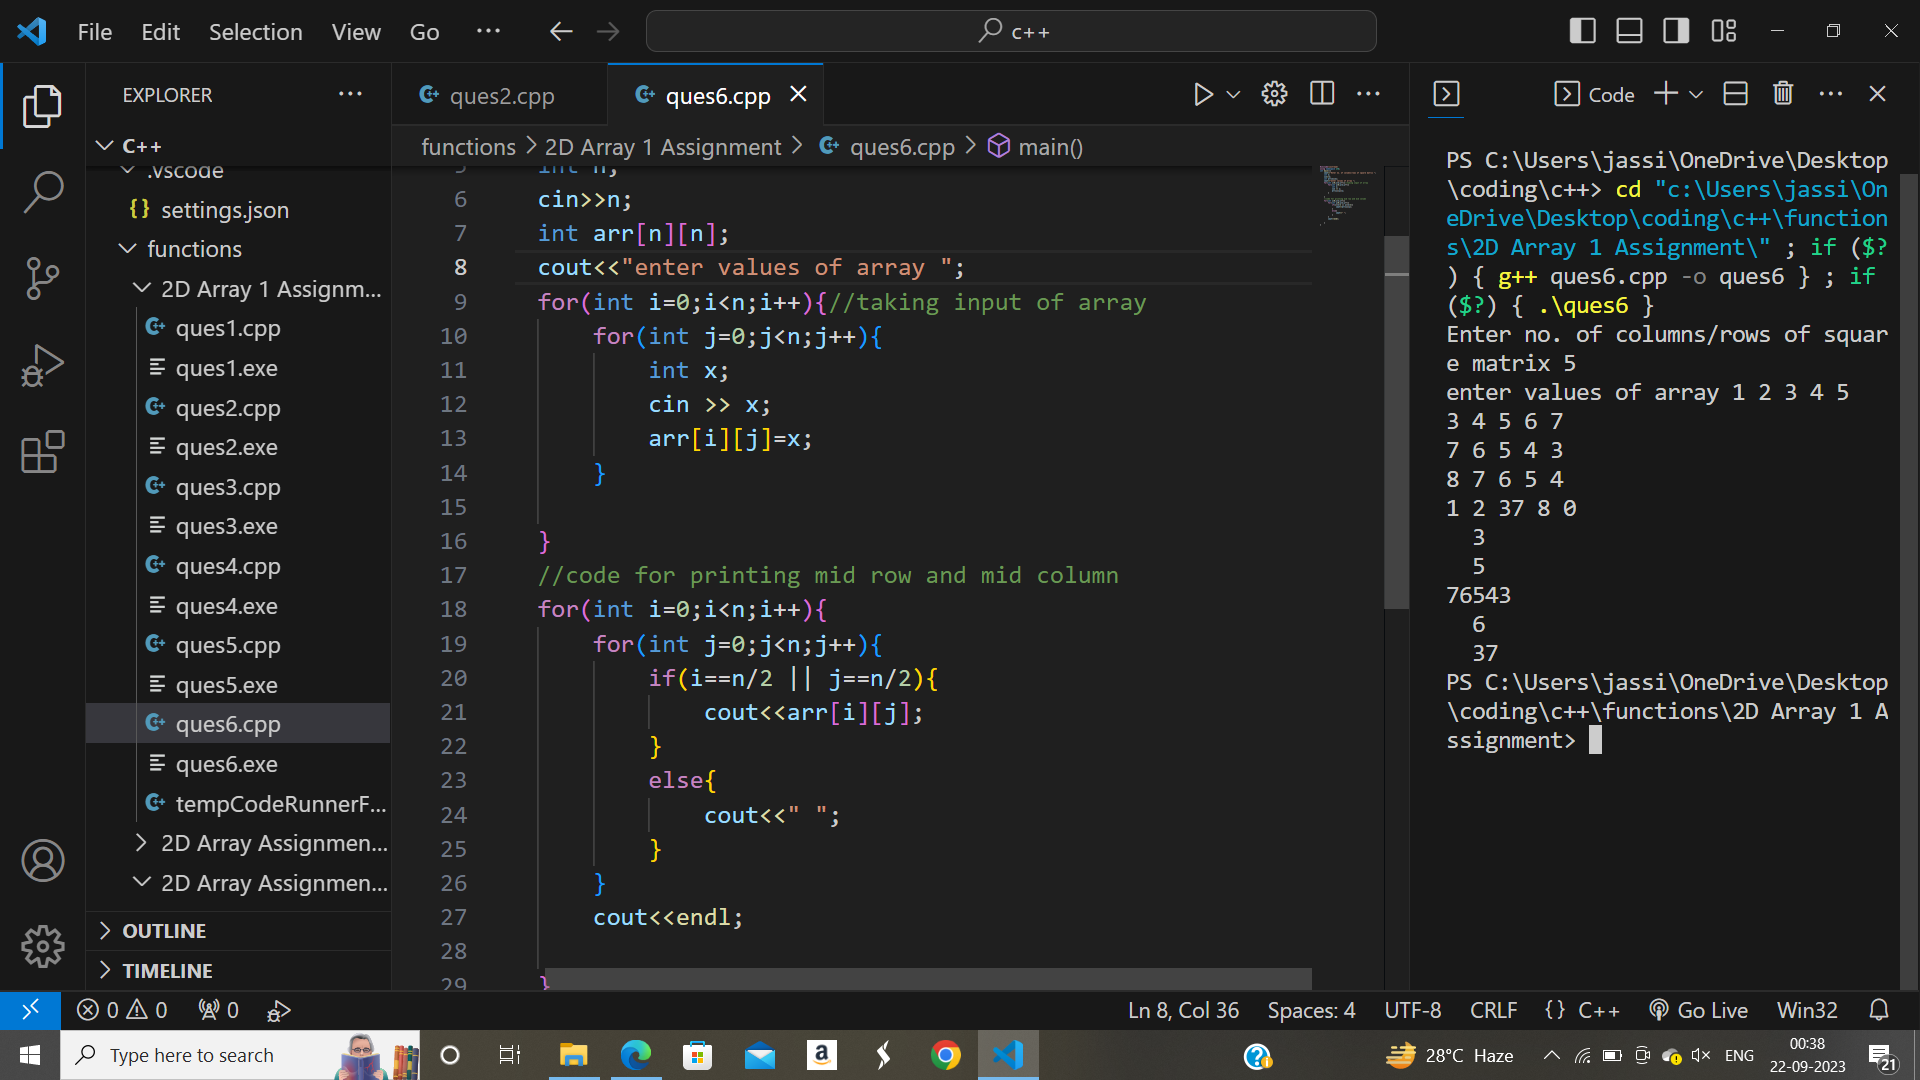 File Edit Selection View Go ···
c++
EXPLORER ···
C++
.vscode
{} settings.json
functions
2D Array 1 Assignm...
ques1.cpp
ques1.exe
ques2.cpp
ques2.exe
ques3.cpp
ques3.exe
ques4.cpp
ques4.exe
ques5.cpp
ques5.exe
ques6.cpp
ques6.exe
tempCodeRunnerF...
2D Array Assignmen...
2D Array Assignmen...
OUTLINE
TIMELINE
ques2.cpp ques6.cpp
functions > 2D Array 1 Assignment > ques6.cpp > main()
5 int n;
6 cin>>n;
7 int arr[n][n];
8 cout<<"enter values of array ";
9 for(int i=0;i<n;i++){//taking input of array
10 for(int j=0;j<n;j++){
11 int x;
12 cin >> x;
13 arr[i][j]=x;
14 }
15
16 }
17 //code for printing mid row and mid column
18 for(int i=0;i<n;i++){
19 for(int j=0;j<n;j++){
20 if(i==n/2 || j==n/2){
21 cout<<arr[i][j];
22 }
23 else{
24 cout<<" ";
25 }
26 }
27 cout<<endl;
28
29 }
Code
PS C:\Users\jassi\OneDrive\Desktop
\coding\c++> cd "c:\Users\jassi\On
eDrive\Desktop\coding\c++\function
s\2D Array 1 Assignment\" ; if ($?
) { g++ ques6.cpp -o ques6 } ; if
($?) { .\ques6 }
Enter no. of columns/rows of squar
e matrix 5
enter values of array 1 2 3 4 5
3 4 5 6 7
7 6 5 4 3
8 7 6 5 4
1 2 37 8 0
3
5
76543
6
37
PS C:\Users\jassi\OneDrive\Desktop
\coding\c++\functions\2D Array 1 A
ssignment>
0 0 0 Ln 8, Col 36 Spaces: 4 UTF-8 CRLF {} C++ Go Live Win32
Type here to search 28°C Haze ENG 00:38
22-09-2023 21